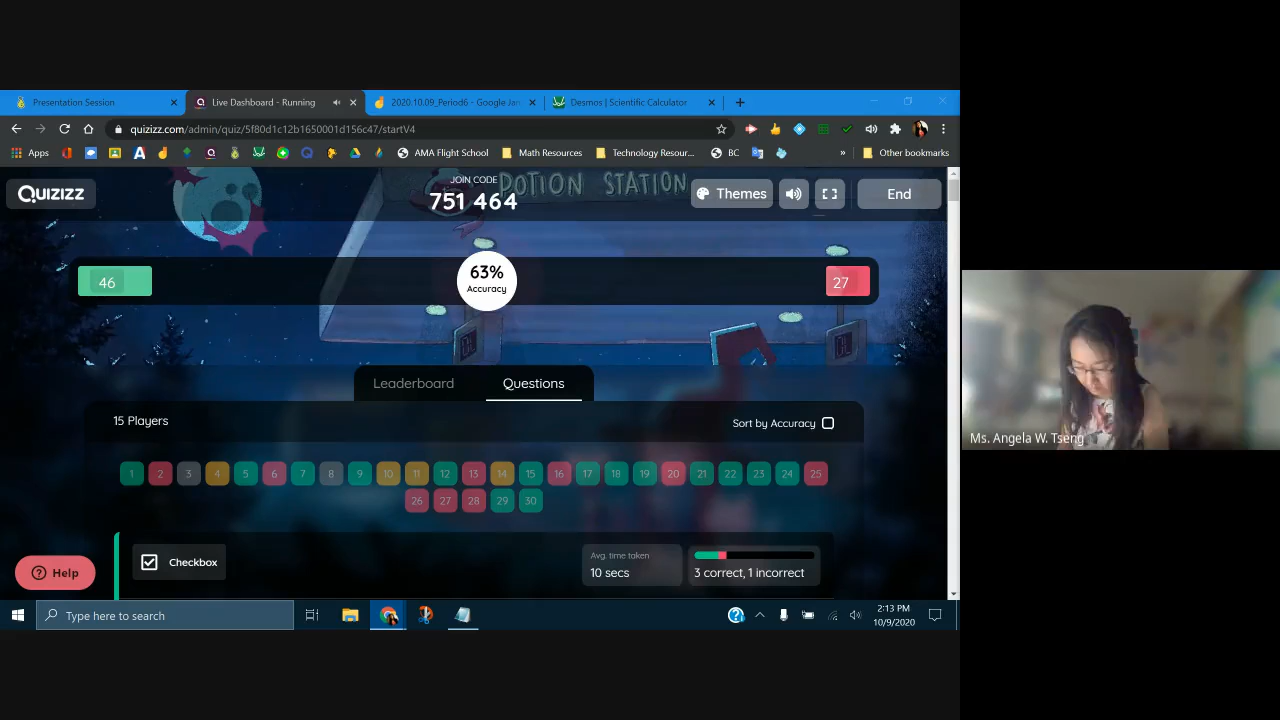 Presentation Session
Live Dashboard - Running
2020.10.09_Period6 - Google Jam
Desmos | Scientific Calculator
quizizz.com/admin/quiz/5f80d1c12b1650001d156c47/startV4
Apps
AMA Flight School
Math Resources
Technology Resour...
BC
»
Other bookmarks
Quizizz
POTION STATION
JOIN CODE
751 464
Themes
End
46
63%
Accuracy
27
Leaderboard
Questions
15 Players
Sort by Accuracy
1 2 3 4 5 6 7 8 9 10 11 12 13 14 15 16 17 18 19 20 21 22 23 24 25
26 27 28 29 30
Checkbox
Avg. time taken
10 secs
3 correct, 1 incorrect
Help
Type here to search
2:13 PM
10/9/2020
Ms. Angela W. Tseng